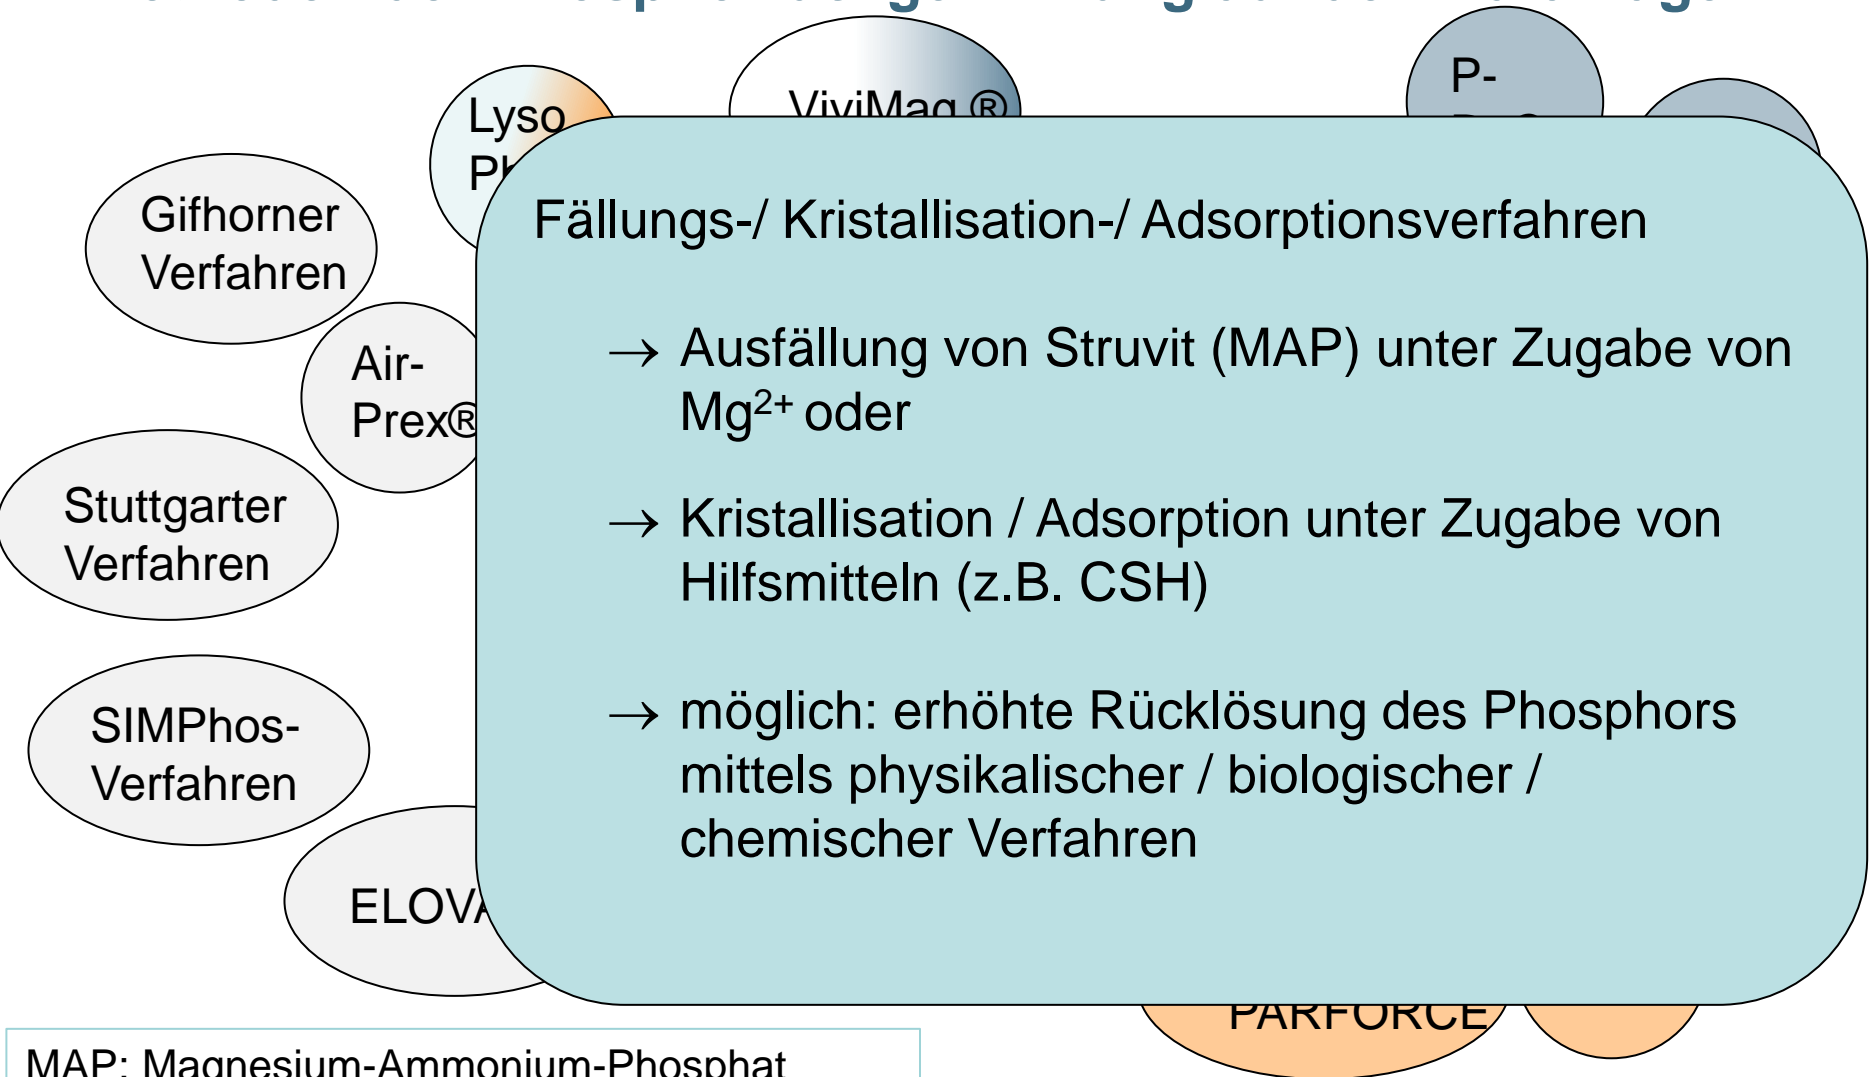 Lyso
ViviMag ®
P-
Gifhorner
Verfahren
Air-
Prex®
Stuttgarter
Verfahren
SIMPhos-
Verfahren
Fällungs-/ Kristallisation-/ Adsorptionsverfahren
→ Ausfällung von Struvit (MAP) unter Zugabe von
Mg²⁺ oder
→ Kristallisation / Adsorption unter Zugabe von
Hilfsmitteln (z.B. CSH)
→ möglich: erhöhte Rücklösung des Phosphors
mittels physikalischer / biologischer /
chemischer Verfahren
PARFORCE
MAP: Magnesium-Ammonium-Phosphat